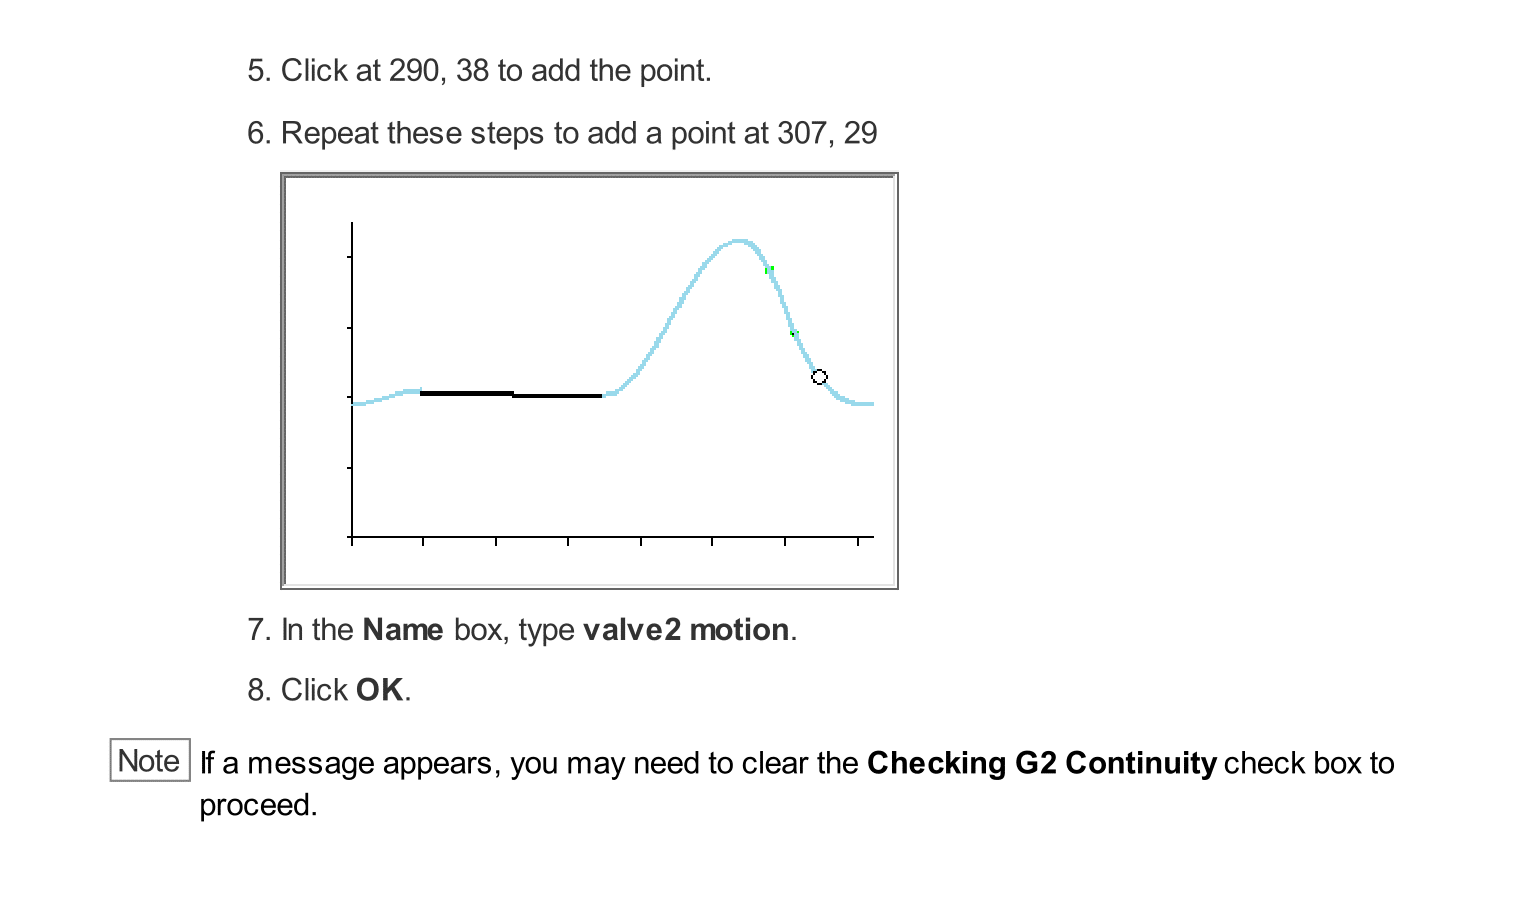 5. Click at 290, 38 to add the point.
6. Repeat these steps to add a point at 307, 29
7. In the Name box, type valve2 motion.
8. Click OK.
Note If a message appears, you may need to clear the Checking G2 Continuity check box to
proceed.